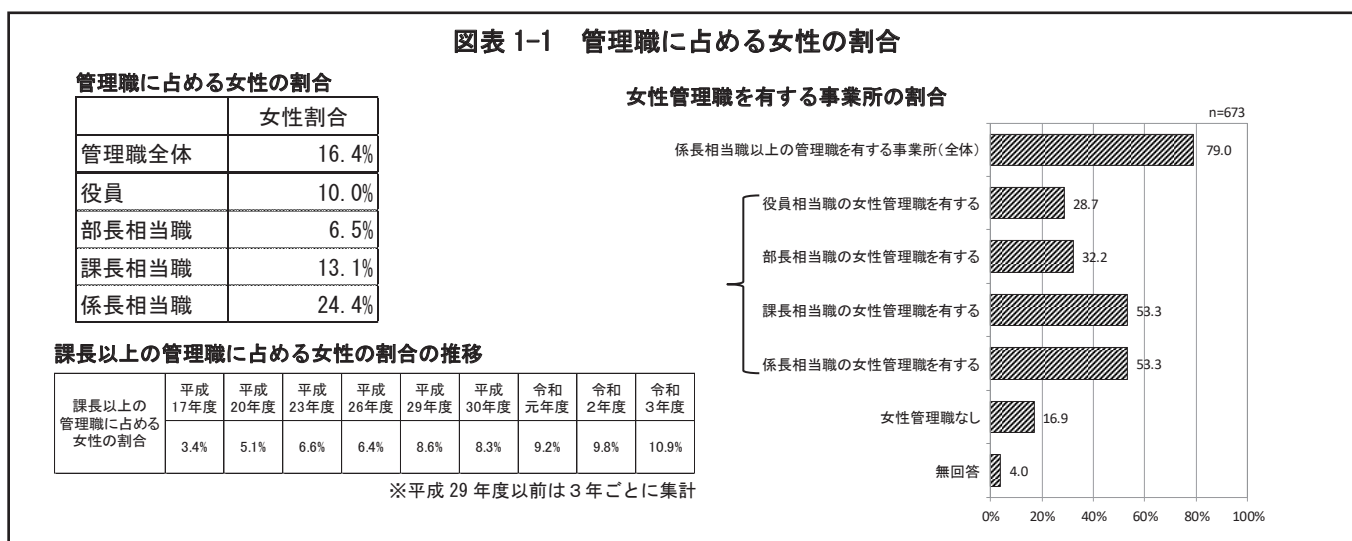 図表 1-1 管理職に占める女性の割合
管理職に占める女性の割合
女性割合
管理職全体 16.4%
役員 10.0%
部長相当職 6.5%
課長相当職 13.1%
係長相当職 24.4%
課長以上の管理職に占める女性の割合の推移
課長以上の
管理職に占める
女性の割合
平成 平成 平成 平成 平成 平成 令和 令和 令和
17年度 20年度 23年度 26年度 29年度 30年度 元年度 2年度 3年度
3.4% 5.1% 6.6% 6.4% 8.6% 8.3% 9.2% 9.8% 10.9%
※平成 29 年度以前は3年ごとに集計
女性管理職を有する事業所の割合
n=673
係長相当職以上の管理職を有する事業所(全体) 79.0
役員相当職の女性管理職を有する 28.7
部長相当職の女性管理職を有する 32.2
課長相当職の女性管理職を有する 53.3
係長相当職の女性管理職を有する 53.3
女性管理職なし 16.9
無回答 4.0
0% 20% 40% 60% 80% 100%